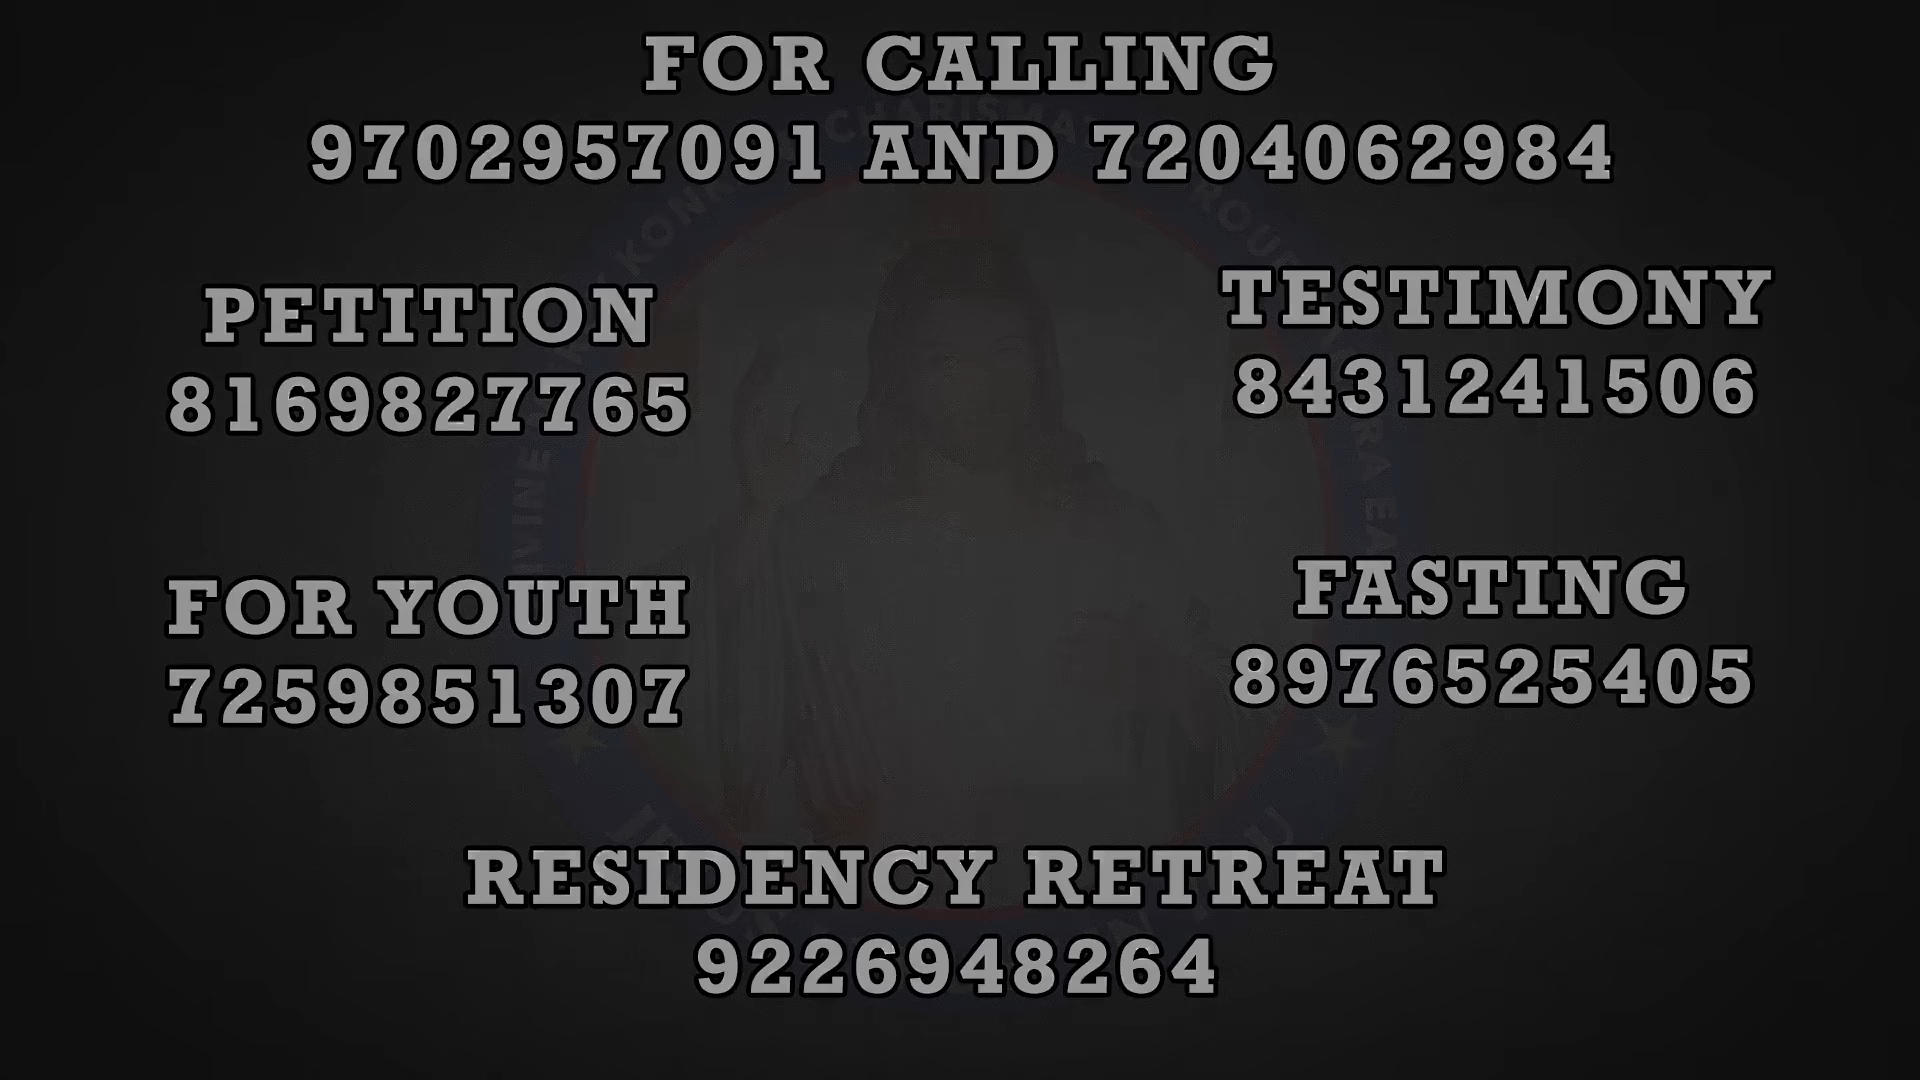 FOR CALLING
9702957091 AND 7204062984
PETITION
8169827765
TESTIMONY
8431241506
FOR YOUTH
7259851307
FASTING
8976525405
RESIDENCY RETREAT
9226948264